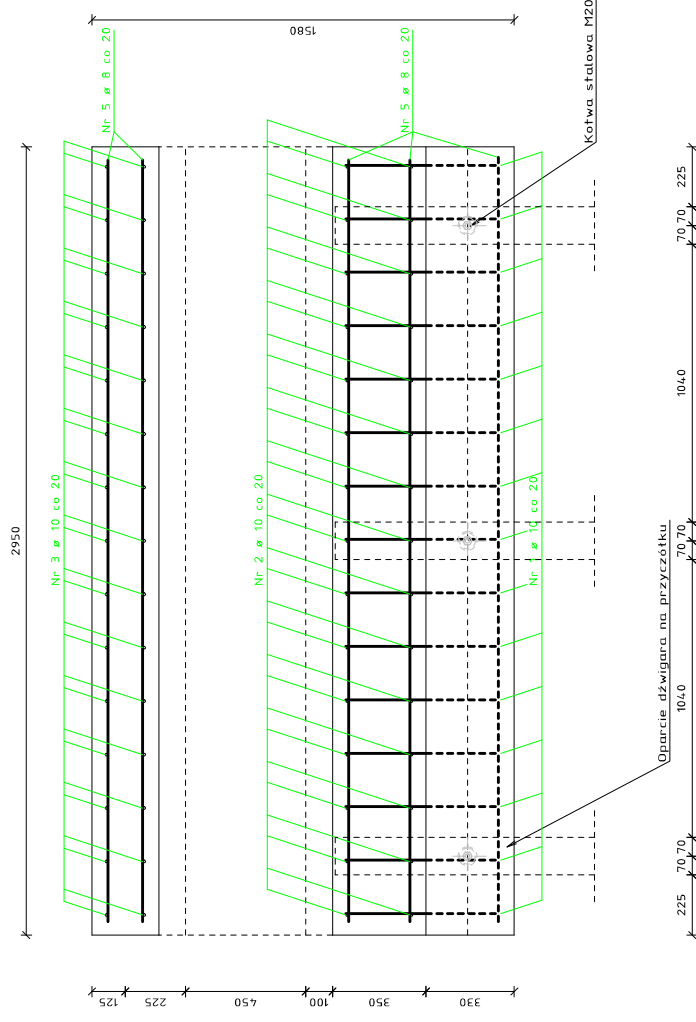 1580
Nr 5 ø 8 co 20
Nr 5 ø 8 co 20
Kotwa stalowa M20
2950
Nr 3 ø 10 co 20
Nr 2 ø 10 co 20
ø 10 co 20
Oparcie dźwigara na przyczółku
225
70 70
1040
70 70
1040
70 70
225
125
225
450
100
350
330